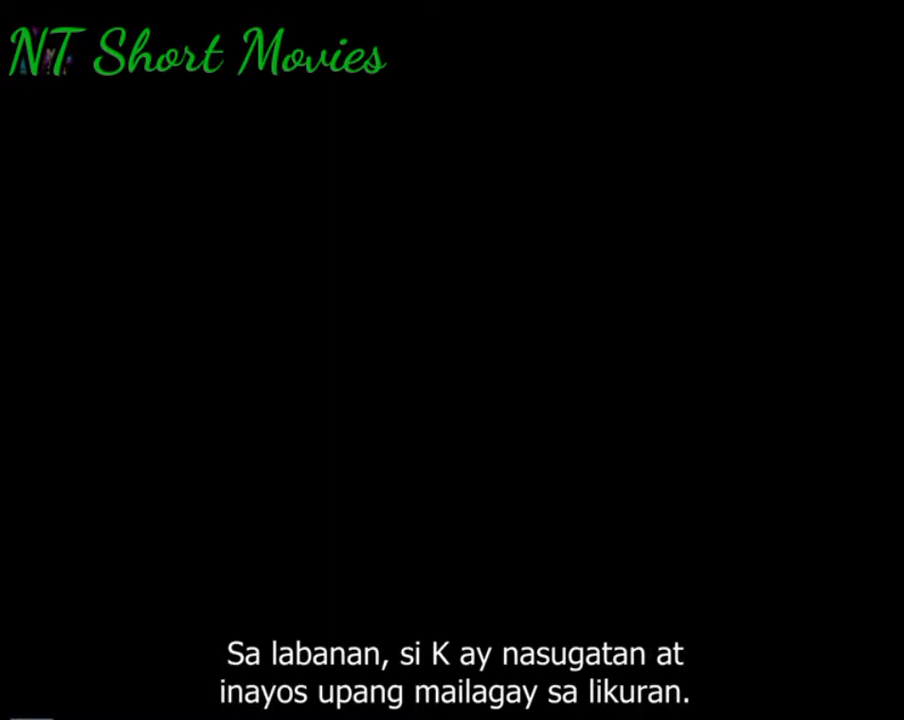 NT Short Movies
Sa labanan, si K ay nasugatan at
inayos upang mailagay sa likuran.